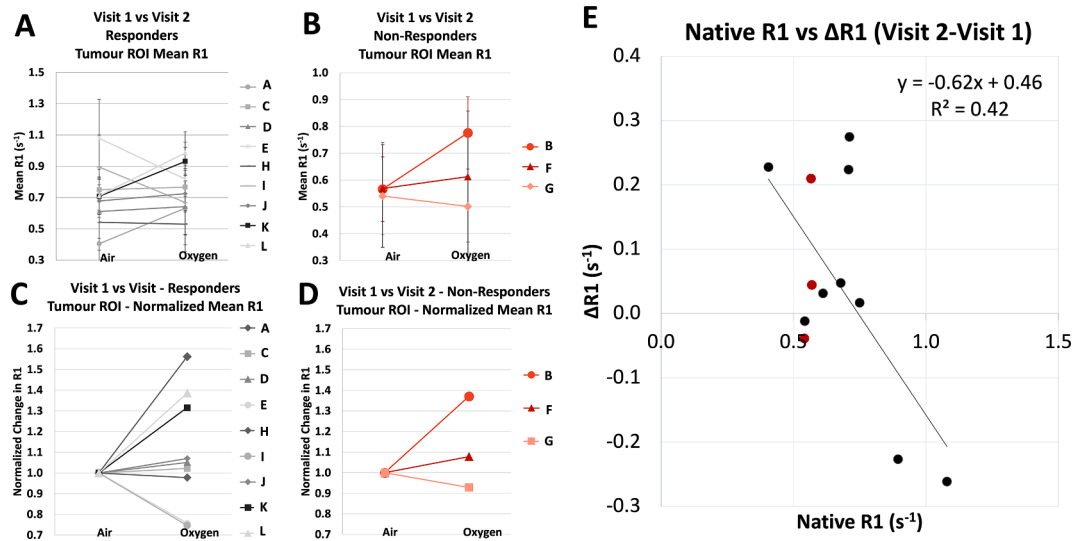 A
Visit 1 vs Visit 2
Responders
Tumour ROI Mean R1
Mean R1 (s-1)
1.5
1.3
1.1
0.9
0.7
0.5
0.3
Air
Oxygen
A
C
D
E
H
I
J
K
L
B
Visit 1 vs Visit 2
Non-Responders
Tumour ROI Mean R1
Mean R1 (s-1)
1.0
0.9
0.8
0.7
0.6
0.5
0.4
0.3
Air
Oxygen
B
F
G
C
Visit 1 vs Visit - Responders
Tumour ROI - Normalized Mean R1
Normalized Change in R1
1.7
1.6
1.5
1.4
1.3
1.2
1.1
1.0
0.9
0.8
0.7
Air
Oxygen
A
C
D
E
H
I
J
K
L
D
Visit 1 vs Visit 2 - Non-Responders
Tumour ROI - Normalized Mean R1
Normalized Change in R1
1.7
1.6
1.5
1.4
1.3
1.2
1.1
1.0
0.9
0.8
0.7
Air
Oxygen
B
F
G
E
Native R1 vs ΔR1 (Visit 2-Visit 1)
y = -0.62x + 0.46
R² = 0.42
ΔR1 (s-1)
0.4
0.3
0.2
0.1
0.0
-0.1
-0.2
-0.3
0.0
0.5
1.0
1.5
Native R1 (s-1)